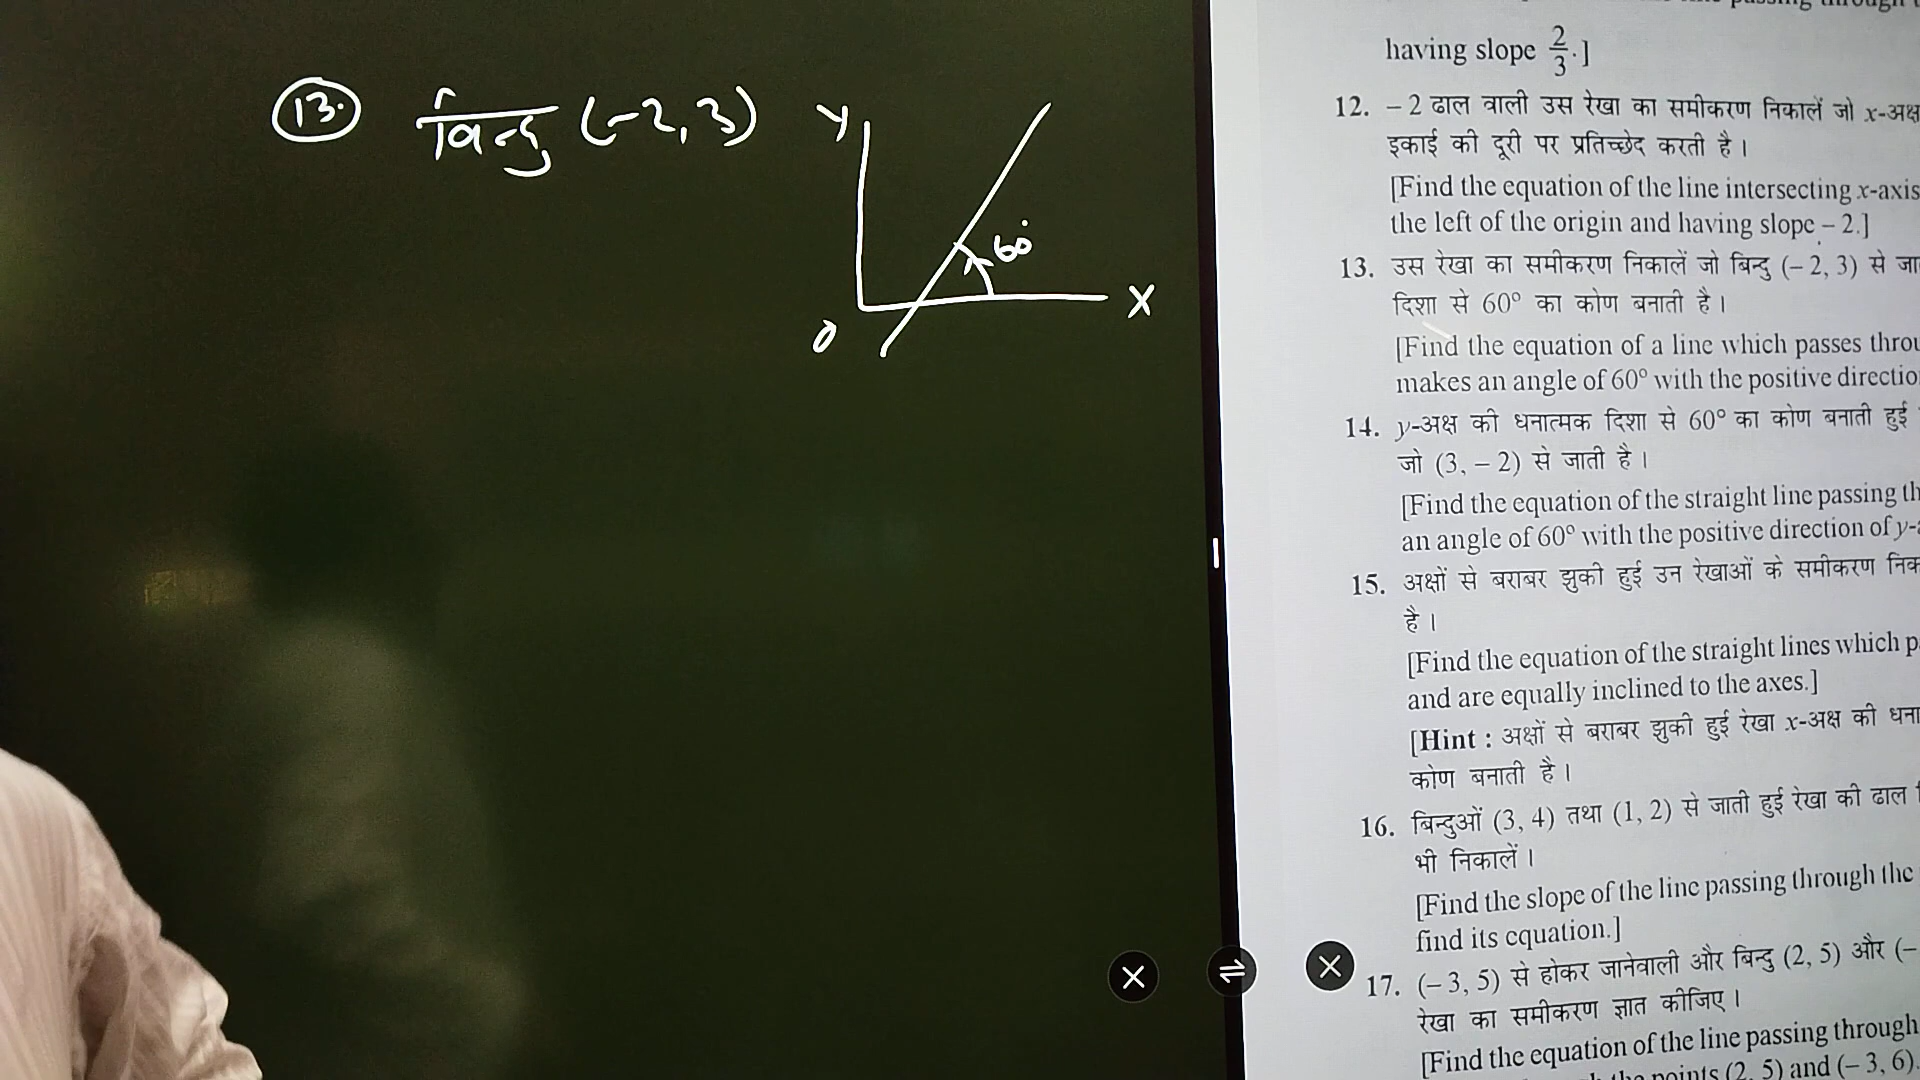 13. बिन्दु (-2, 3)
Y
60°
X
O
having slope 2/3.]
12. – 2 ढाल वाली उस रेखा का समीकरण निकालें जो x-अक्ष
इकाई की दूरी पर प्रतिच्छेद करती है ।
[Find the equation of the line intersecting x-axis
the left of the origin and having slope – 2.]
13. उस रेखा का समीकरण निकालें जो बिन्दु (– 2, 3) से
दिशा से 60° का कोण बनाती है ।
[Find the equation of a line which passes
makes an angle of 60° with the positive
14. y-अक्ष की धनात्मक दिशा से 60° का कोण बनाती हुई
जो (3, – 2) से जाती है ।
[Find the equation of the straight line passing
an angle of 60° with the positive direction of
15. अक्षों से बराबर झुकी हुई उन रेखाओं के समीकरण
है ।
[Find the equation of the straight lines which
and are equally inclined to the axes.]
[Hint : अक्षों से बराबर झुकी हुई रेखा x-अक्ष की
कोण बनाती है ।
16. बिन्दुओं (3, 4) तथा (1, 2) से जाती हुई रेखा की ढाल
भी निकालें ।
[Find the slope of the line passing through the
find its equation.]
17. (– 3, 5) से होकर जानेवाली और बिन्दु (2, 5) और (–
रेखा का समीकरण ज्ञात कीजिए ।
[Find the equation of the line passing through
points (2, 5) and (– 3, 6).